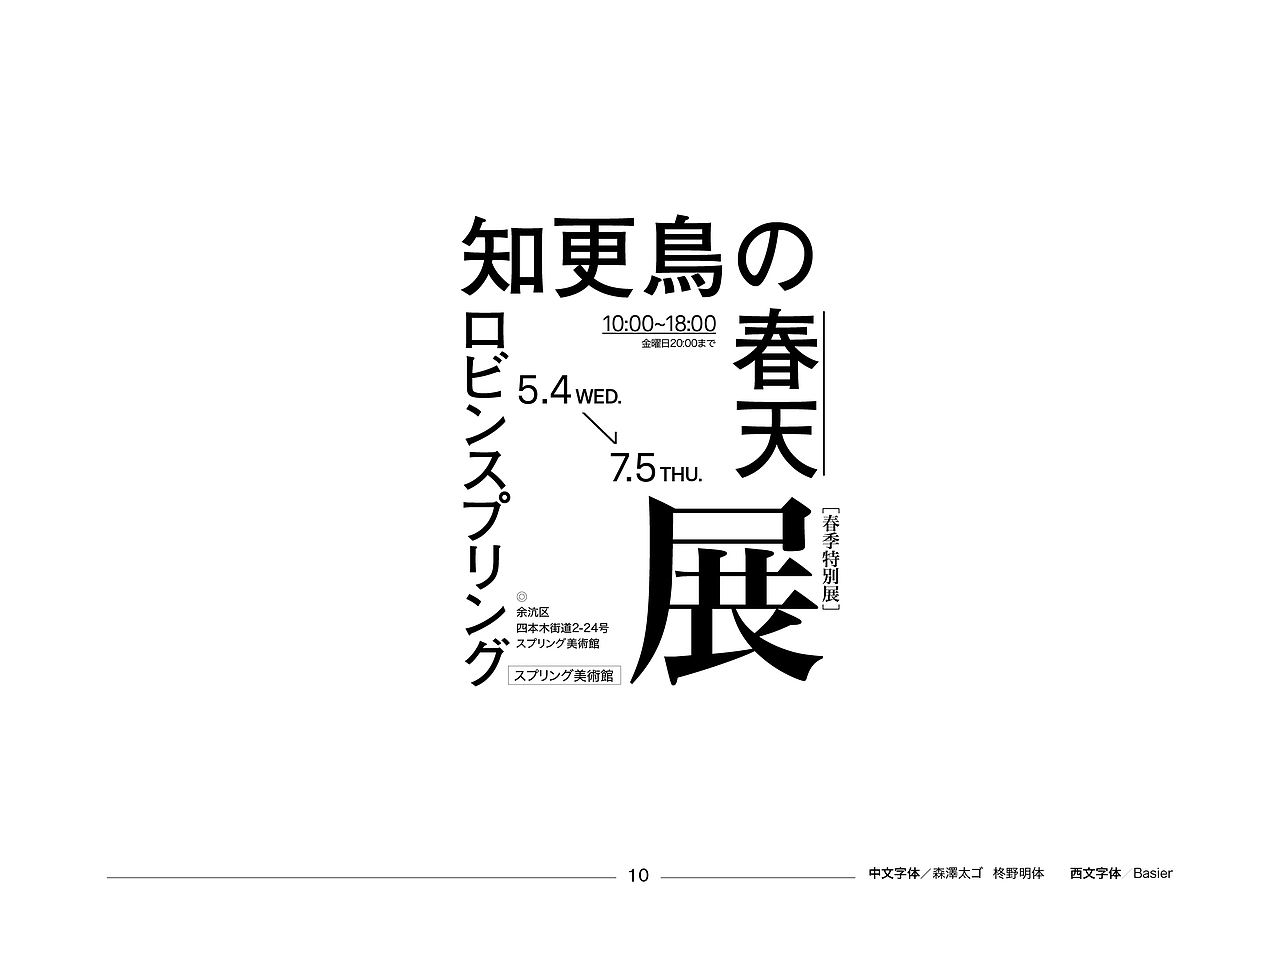 知更鳥の
春天
展
[春季特別展]
ロビンスプリング
10:00~18:00
金曜日20:00まで
5.4 WED.
7.5 THU.
◎
余沆区
四本木街道2-24号
スプリング美術館
スプリング美術館
10
中文字体／森澤太ゴ 柊野明体 西文字体／Basier